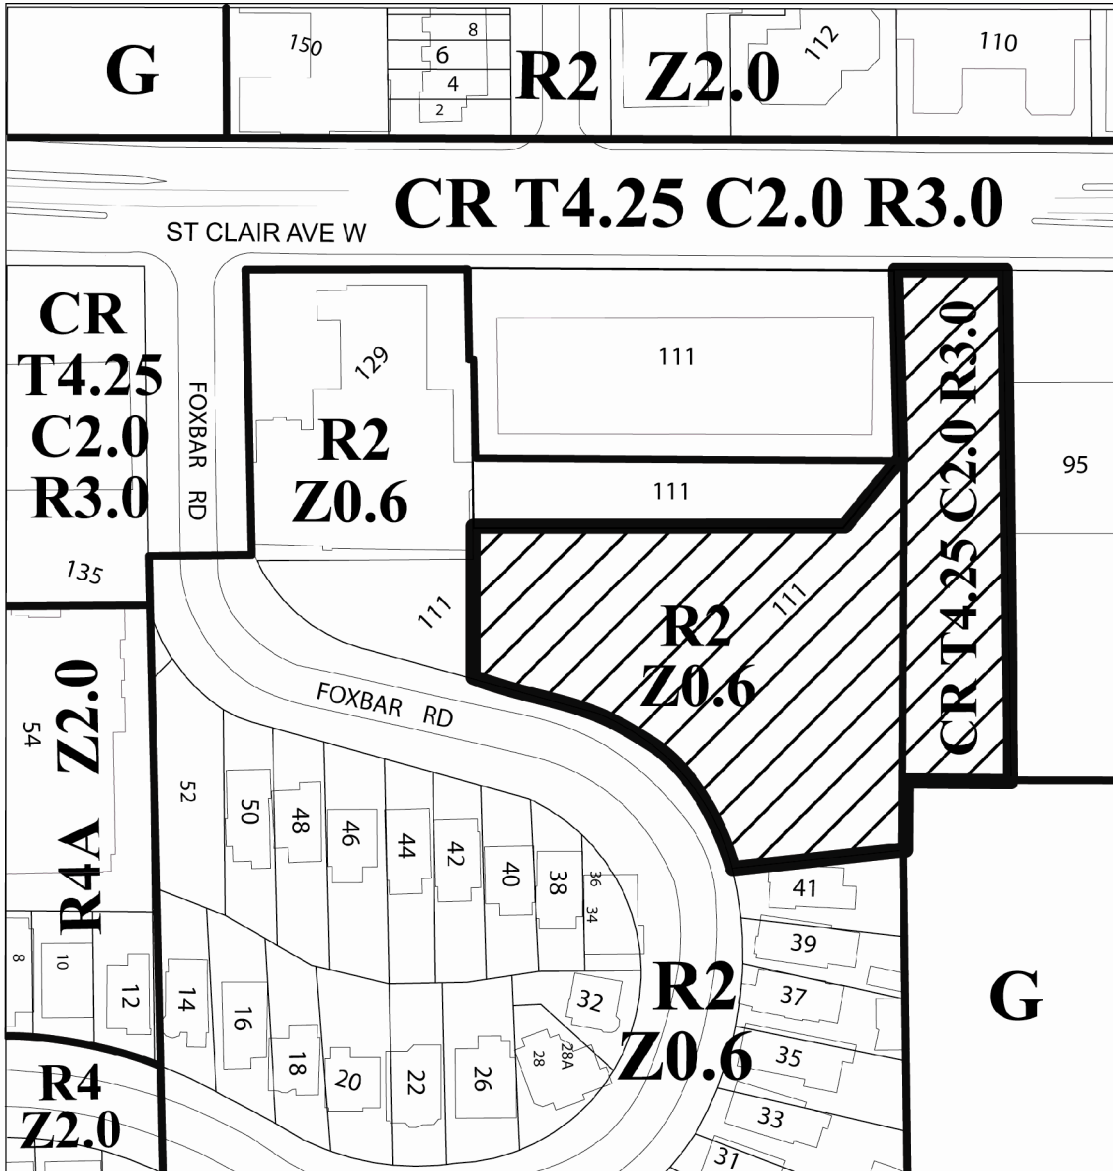 G
150
8
6
4
2
R2 Z2.0
112
110
CR T4.25 C2.0 R3.0
ST CLAIR AVE W
CR
T4.25
C2.0
R3.0
135
FOXBAR RD
129
R2
Z0.6
111
111
CR T4.25 C2.0 R3.0
95
111
R2
Z0.6
111
FOXBAR RD
R4A Z2.0
54
52
50
48
46
44
42
40
38
36
34
41
39
37
35
33
31
R2
Z0.6
G
8
10
12
14
16
18
20
22
26
28
28A
32
R4
Z2.0